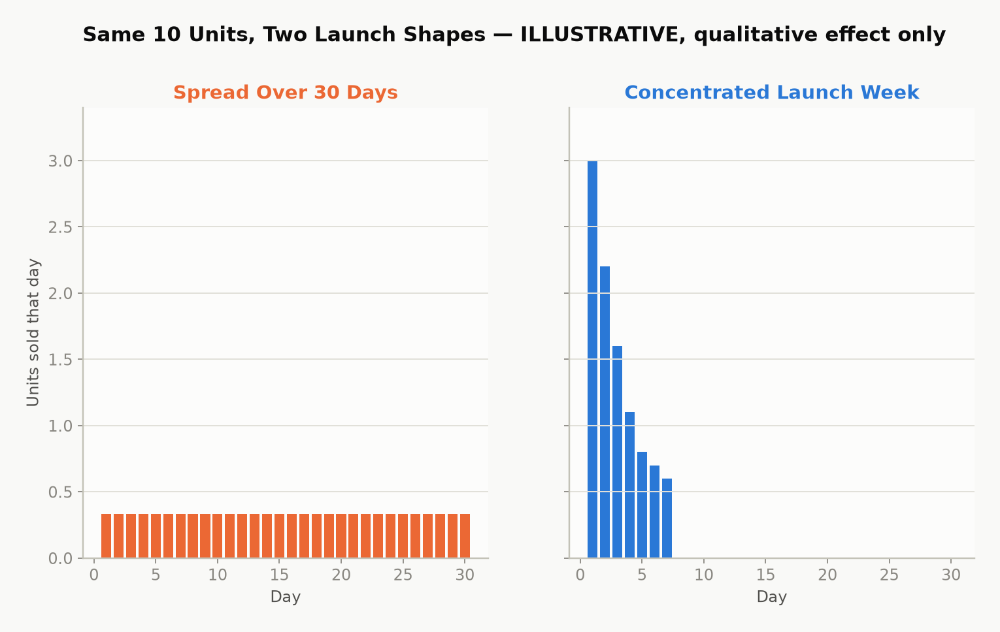 Same 10 Units, Two Launch Shapes — ILLUSTRATIVE, qualitative effect only
Spread Over 30 Days
Units sold that day
3.0
2.5
2.0
1.5
1.0
0.5
0.0
0 5 10 15 20 25 30
Day
Concentrated Launch Week
0 5 10 15 20 25 30
Day